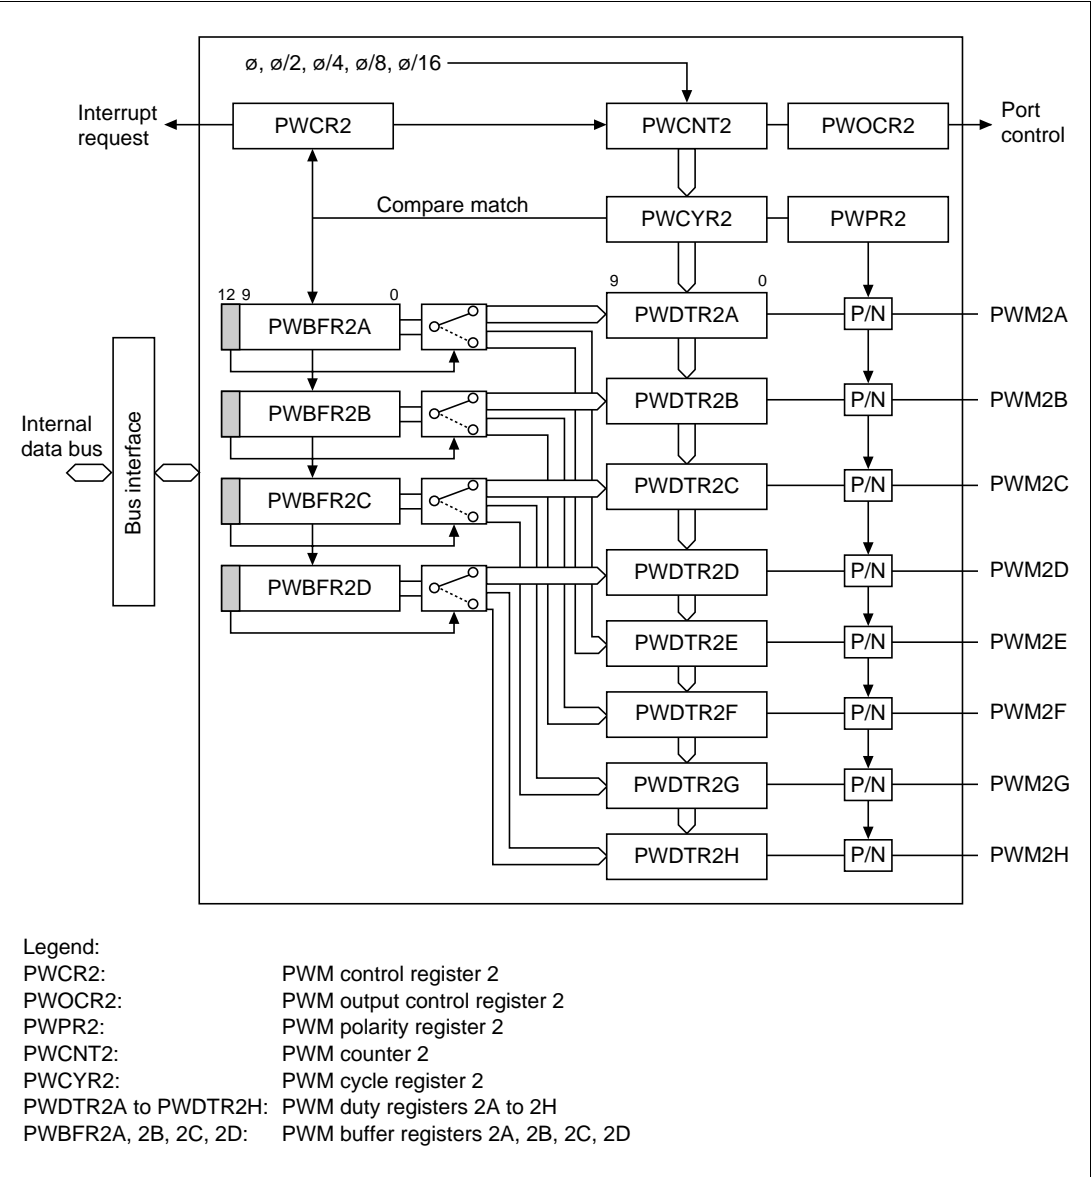 ø, ø/2, ø/4, ø/8, ø/16
Interrupt
request
PWCR2
PWCNT2
PWOCR2
Port
control
Compare match
PWCYR2
PWPR2
12 9 0
9 0
PWBFR2A
PWDTR2A
P/N
PWM2A
PWBFR2B
PWDTR2B
P/N
PWM2B
Internal
data bus
Bus interface
PWBFR2C
PWDTR2C
P/N
PWM2C
PWBFR2D
PWDTR2D
P/N
PWM2D
PWDTR2E
P/N
PWM2E
PWDTR2F
P/N
PWM2F
PWDTR2G
P/N
PWM2G
PWDTR2H
P/N
PWM2H
Legend:
PWCR2: PWM control register 2
PWOCR2: PWM output control register 2
PWPR2: PWM polarity register 2
PWCNT2: PWM counter 2
PWCYR2: PWM cycle register 2
PWDTR2A to PWDTR2H: PWM duty registers 2A to 2H
PWBFR2A, 2B, 2C, 2D: PWM buffer registers 2A, 2B, 2C, 2D